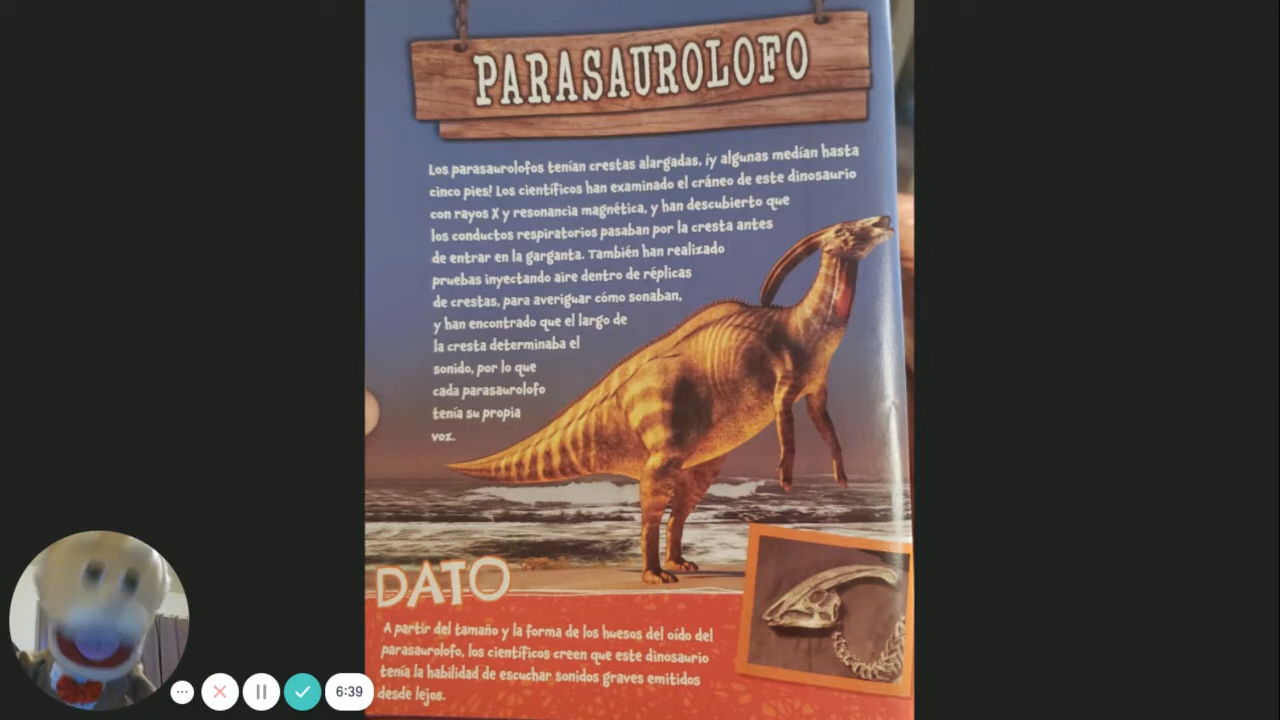 PARASAUROLOFO
Los parasaurolofos tenían crestas alargadas, ¡y algunas medían hasta
cinco pies! Los científicos han examinado el cráneo de este dinosaurio
con rayos X y resonancia magnética, y han descubierto que
los conductos respiratorios pasaban por la cresta antes
de entrar en la garganta. También han realizado
pruebas inyectando aire dentro de réplicas
de crestas, para averiguar cómo sonaban,
y han encontrado que el largo de
la cresta determinaba el
sonido, por lo que
cada parasaurolofo
tenía su propia
voz.
DATO
A partir del tamaño y la forma de los huesos del oído del
parasaurolofo, los científicos creen que este dinosaurio
tenía la habilidad de escuchar sonidos graves emitidos
desde lejos.
6:39